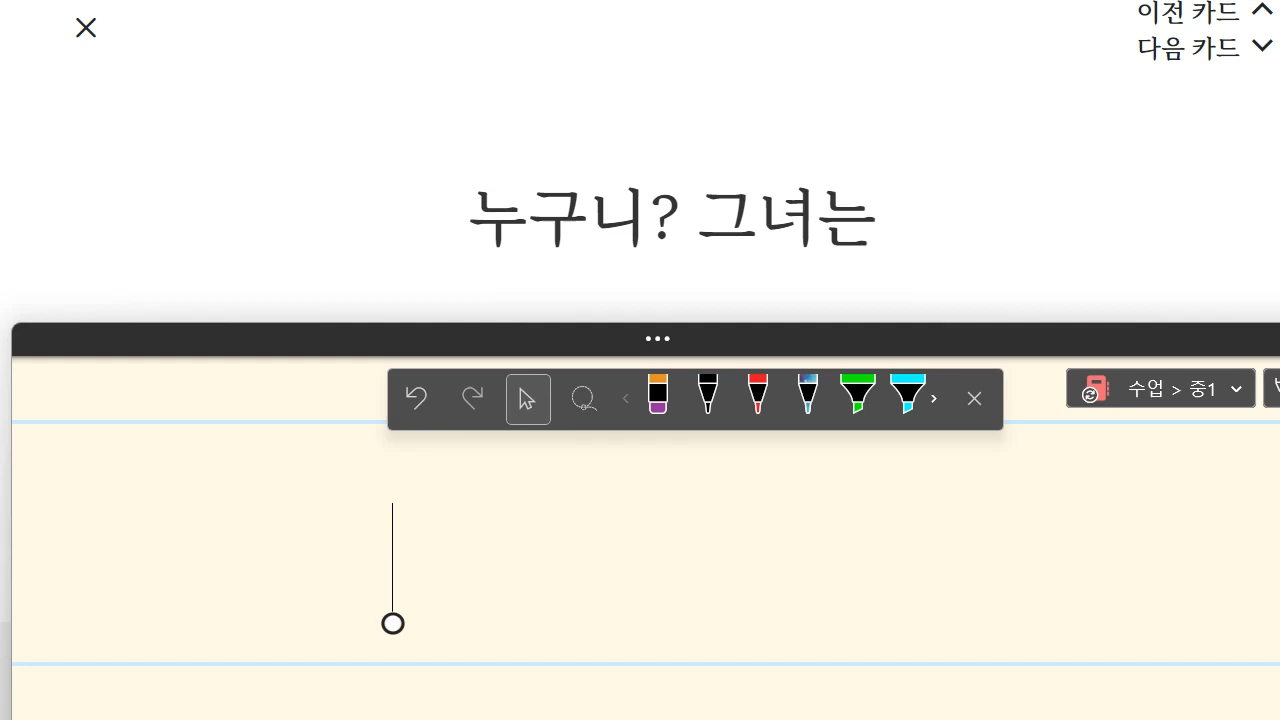 이전 카드
다음 카드
누구니? 그녀는
수업 > 중1